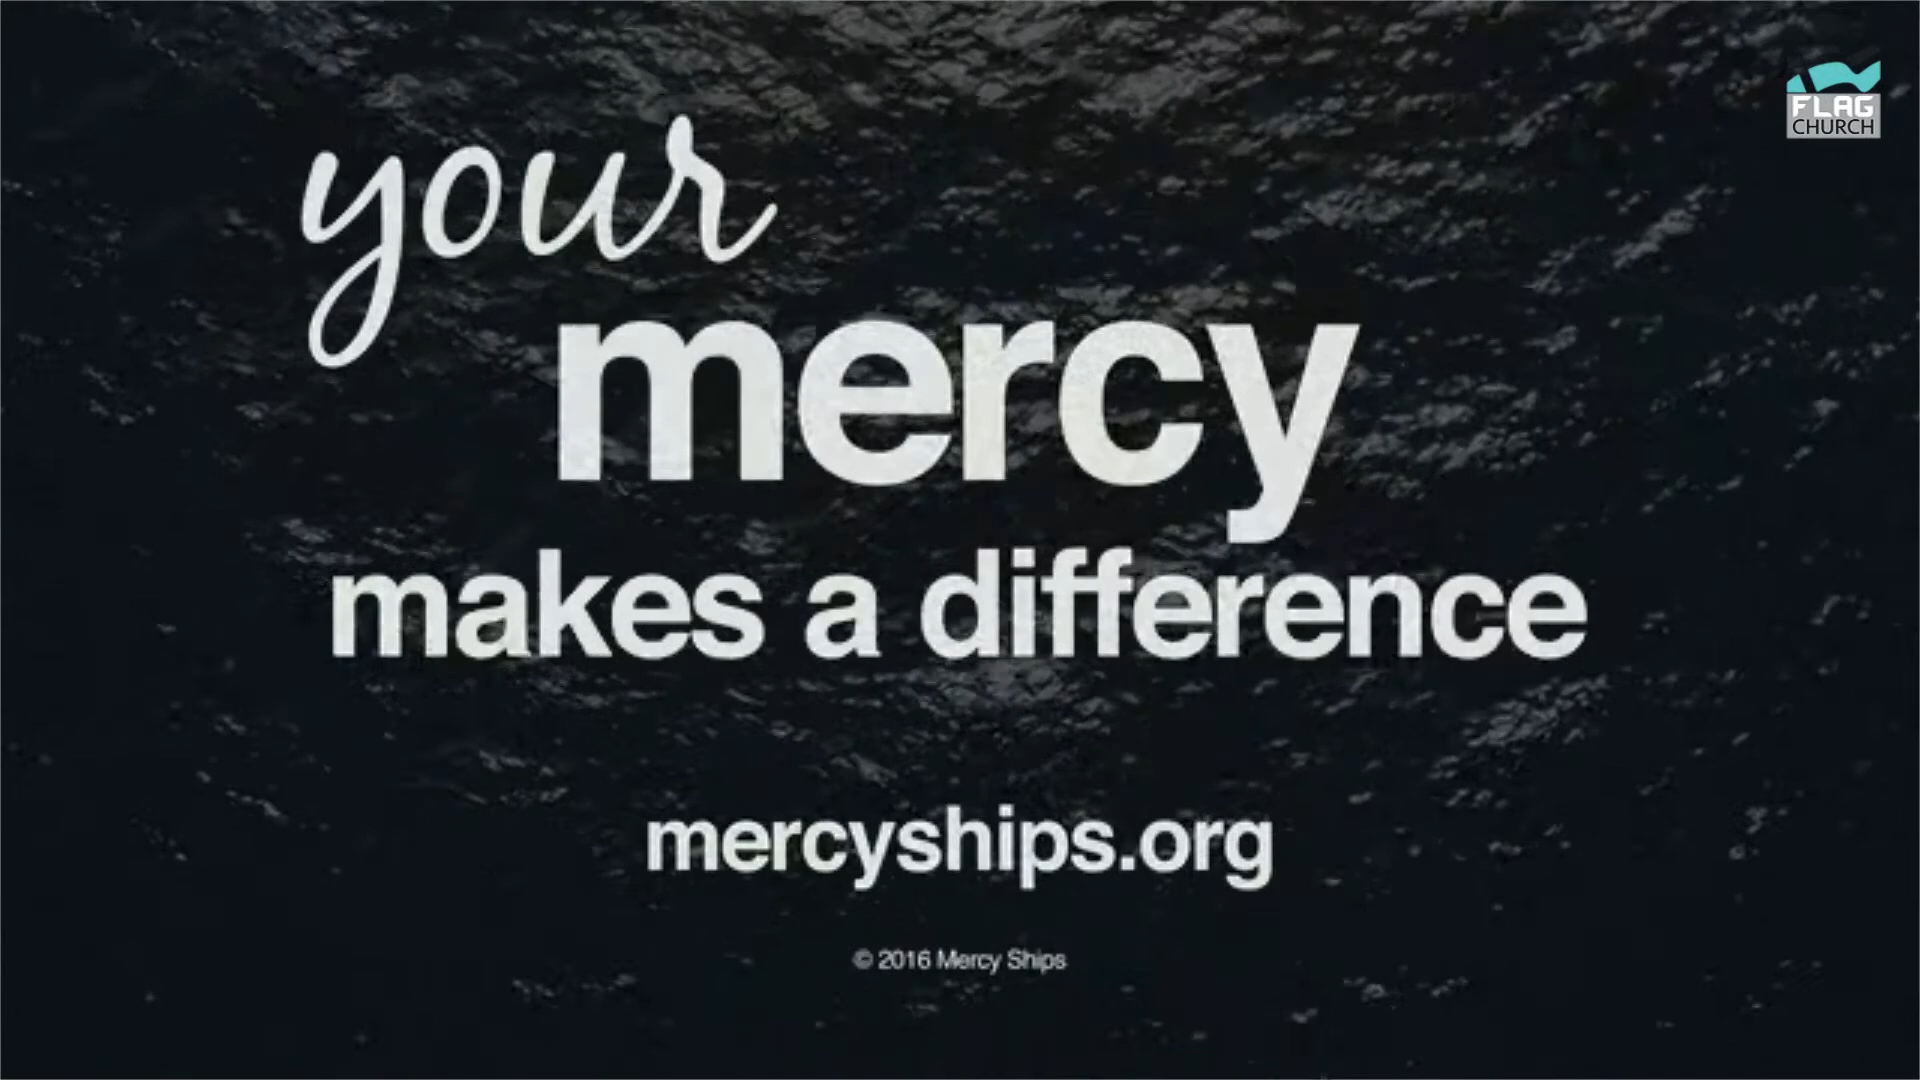 FLAG
CHURCH
your
mercy
makes a difference
mercyships.org
© 2016 Mercy Ships